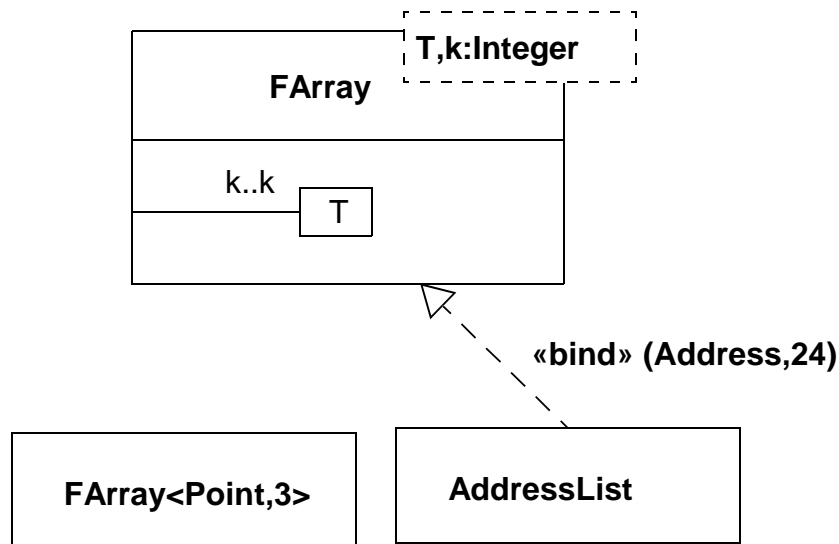 T,k:Integer
FArray
k..k
T
«bind» (Address,24)
FArray<Point,3>
AddressList